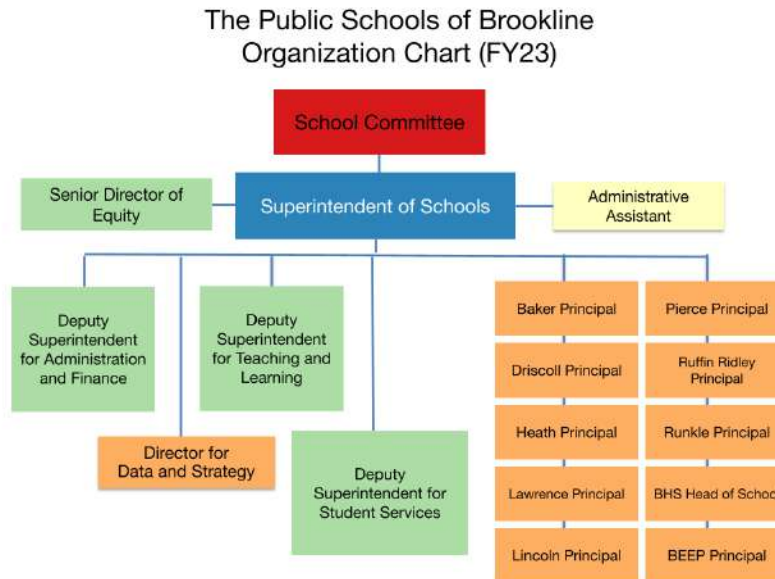 The Public Schools of Brookline
Organization Chart (FY23)
School Committee
Senior Director of
Equity
Superintendent of Schools
Administrative
Assistant
Deputy
Superintendent
for Administration
and Finance
Deputy
Superintendent
for Teaching and
Learning
Director for
Data and Strategy
Deputy
Superintendent for
Student Services
Baker Principal
Driscoll Principal
Heath Principal
Lawrence Principal
Lincoln Principal
Pierce Principal
Ruffin Ridley
Principal
Runkle Principal
BHS Head of School
BEEP Principal